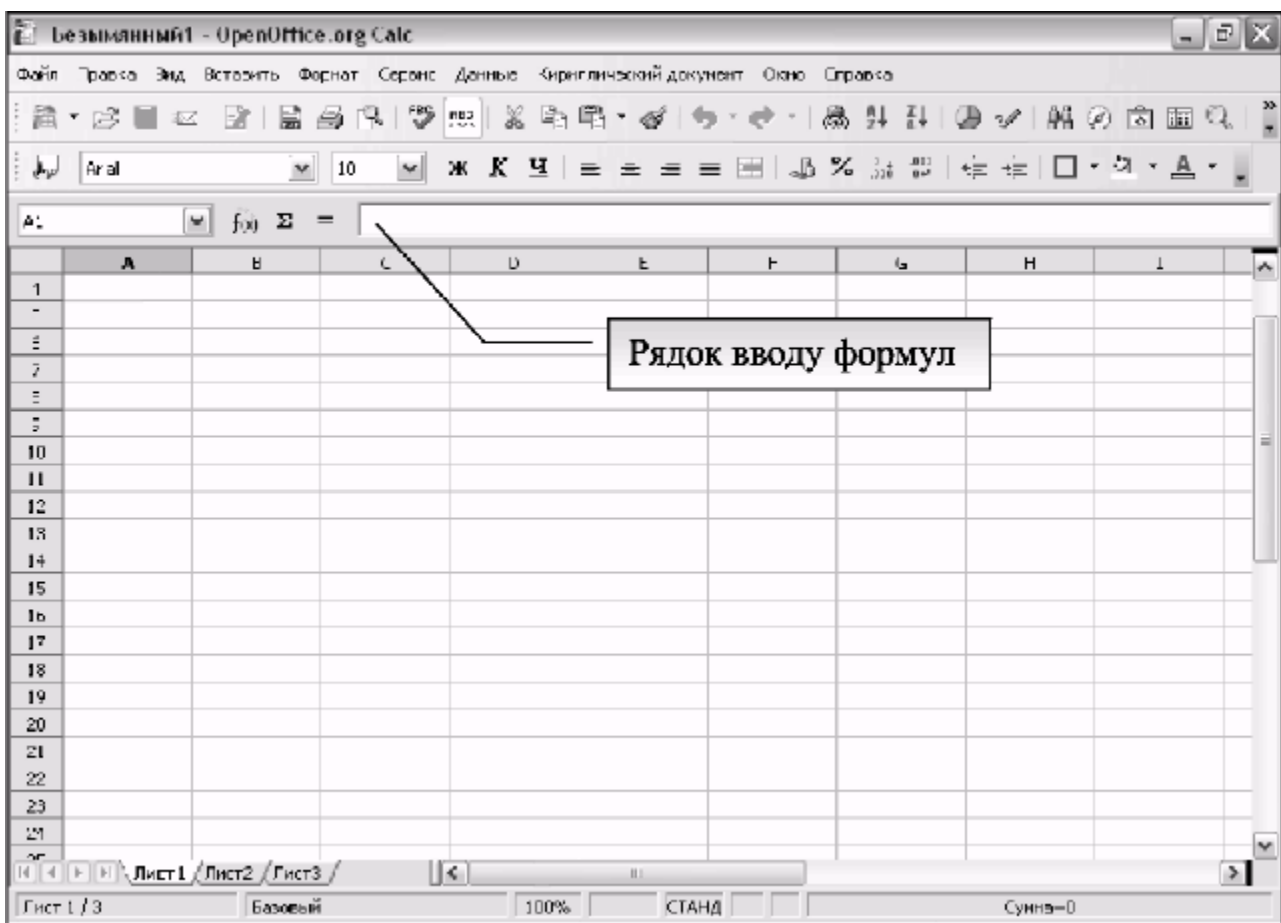 Безымянный1 - OpenOffice.org Calc
Файл Правка Вид Вставить Формат Сервис Данные Кириллический документ Окно Справка
Arial 10 Ж К Ч %
A1 f(x) Σ =
A B C D E F G H I
1
Рядок вводу формул
7
9
10
11
12
13
14
15
16
17
18
19
20
21
22
23
24
Лист1 Лист2 Лист3
Лист 1 / 3 Базовый 100% СТАНД Сумма=0